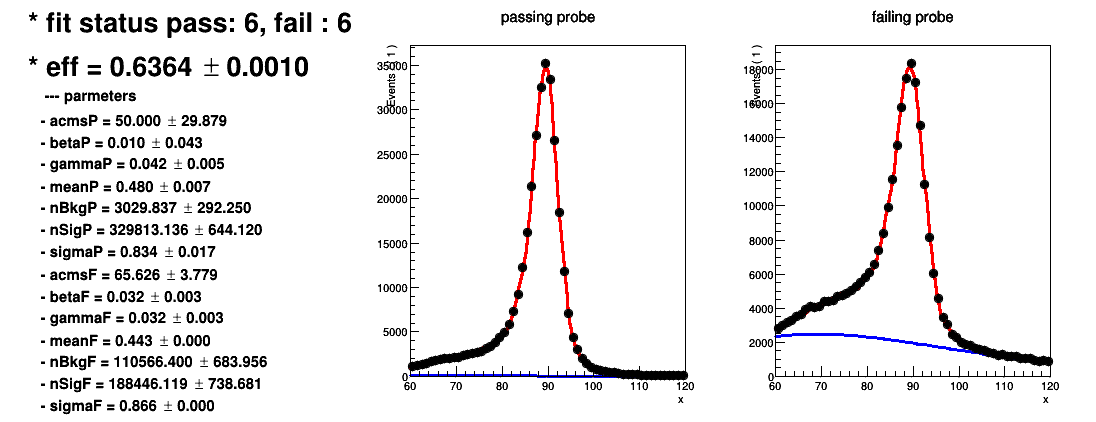 * fit status pass: 6, fail : 6
* eff = 0.6364 ± 0.0010
--- parmeters
- acmsP = 50.000 ± 29.879
- betaP = 0.010 ± 0.043
- gammaP = 0.042 ± 0.005
- meanP = 0.480 ± 0.007
- nBkgP = 3029.837 ± 292.250
- nSigP = 329813.136 ± 644.120
- sigmaP = 0.834 ± 0.017
- acmsF = 65.626 ± 3.779
- betaF = 0.032 ± 0.003
- gammaF = 0.032 ± 0.003
- meanF = 0.443 ± 0.000
- nBkgF = 110566.400 ± 683.956
- nSigF = 188446.119 ± 738.681
- sigmaF = 0.866 ± 0.000
passing probe
Events ( 1 )
35000
30000
25000
20000
15000
10000
5000
0
60 70 80 90 100 110 120
x
failing probe
Events ( 1 )
18000
16000
14000
12000
10000
8000
6000
4000
2000
0
60 70 80 90 100 110 120
x